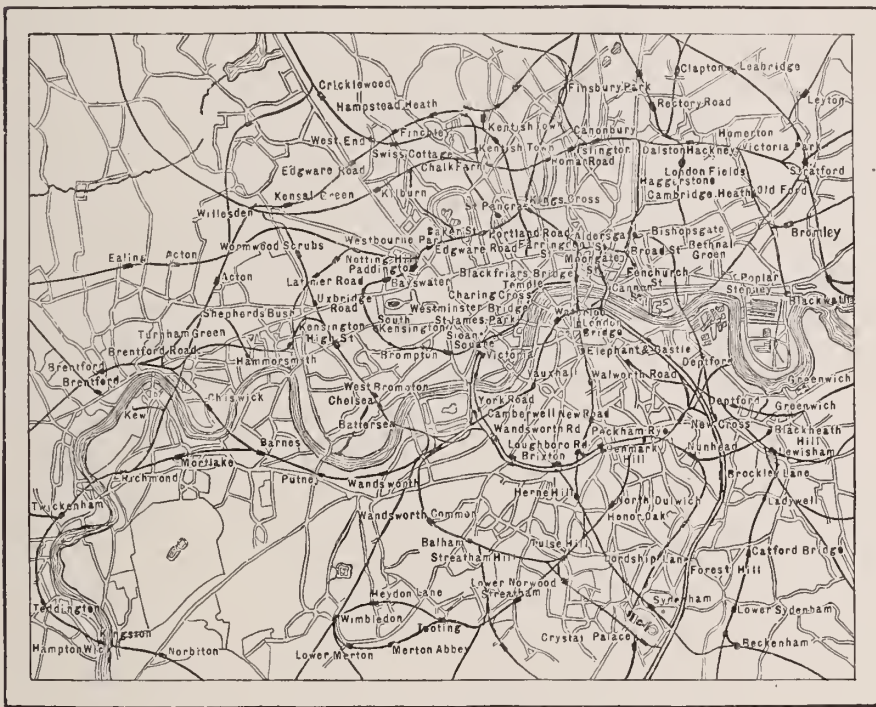 Clapton
Leabridge
Cricklewood
Finsbury Park
Hampstead Heath
Rectory Road
Leyton
Kentish Town
Canonbury
Homerton
West End
Finchley
Islington
Dalston
Hackney
Victoria Park
Swiss Cottage
Kentish Town
Edgware Road
Chalk Farm
London Fields
Stratford
Kensal Green
Kilburn
Haggerstone
St Pancras
Kings Cross
Cambridge Heath
Old Ford
Willesden
Baker St
Portland Road
Aldersgate
Bishopsgate
Bromley
Westbourne Park
Wormwood Scrubs
Edgware Road
Farringdon St
Broad St
Bethnal Green
Ealing
Acton
Notting Hill
Moorgate St
Paddington
Latimer Road
Bayswater
Blackfriars Bridge
Fenchurch St
Poplar
Acton
Temple
Cannon St
Stepney
Uxbridge Road
Charing Cross
Blackwall
Shepherds Bush
Westminster Bridge
South Kensington
St James Park
Turnham Green
Kensington High St
Sloan Square
London Bridge
Brentford Road
Hammorsmith
Brompton
Victoria
Elephant & Castle
Deptford
Brentford
Vauxhall
Walworth Road
Brentford
West Brompton
Greenwich
Kew
Chiswick
Chelsea
York Road
Deptford
Greenwich
Camberwell New Road
Battersea
Wandsworth Rd
Packham Ry
New Cross
Blackheath Hill
Barnes
Loughboro Rd
Denmark Hill
Nunhead
Lewisham
Mortlake
Brixton
Richmond
Putney
Wandsworth
Brockley Lane
Twickenham
Herne Hill
North Dulwich
Ladywell
Wandsworth Common
Honor Oak
Balham
Tulse Hill
Catford Bridge
Streatham Hill
Lordship Lane
Forest Hill
Lower Norwood
Heydon Lane
Streatham
Sydenham
Teddington
Lower Sydenham
Wimbledon
Tooting
Kingston
Crystal Palace
Beckenham
Hampton Wick
Norbiton
Lower Merton
Merton Abbey